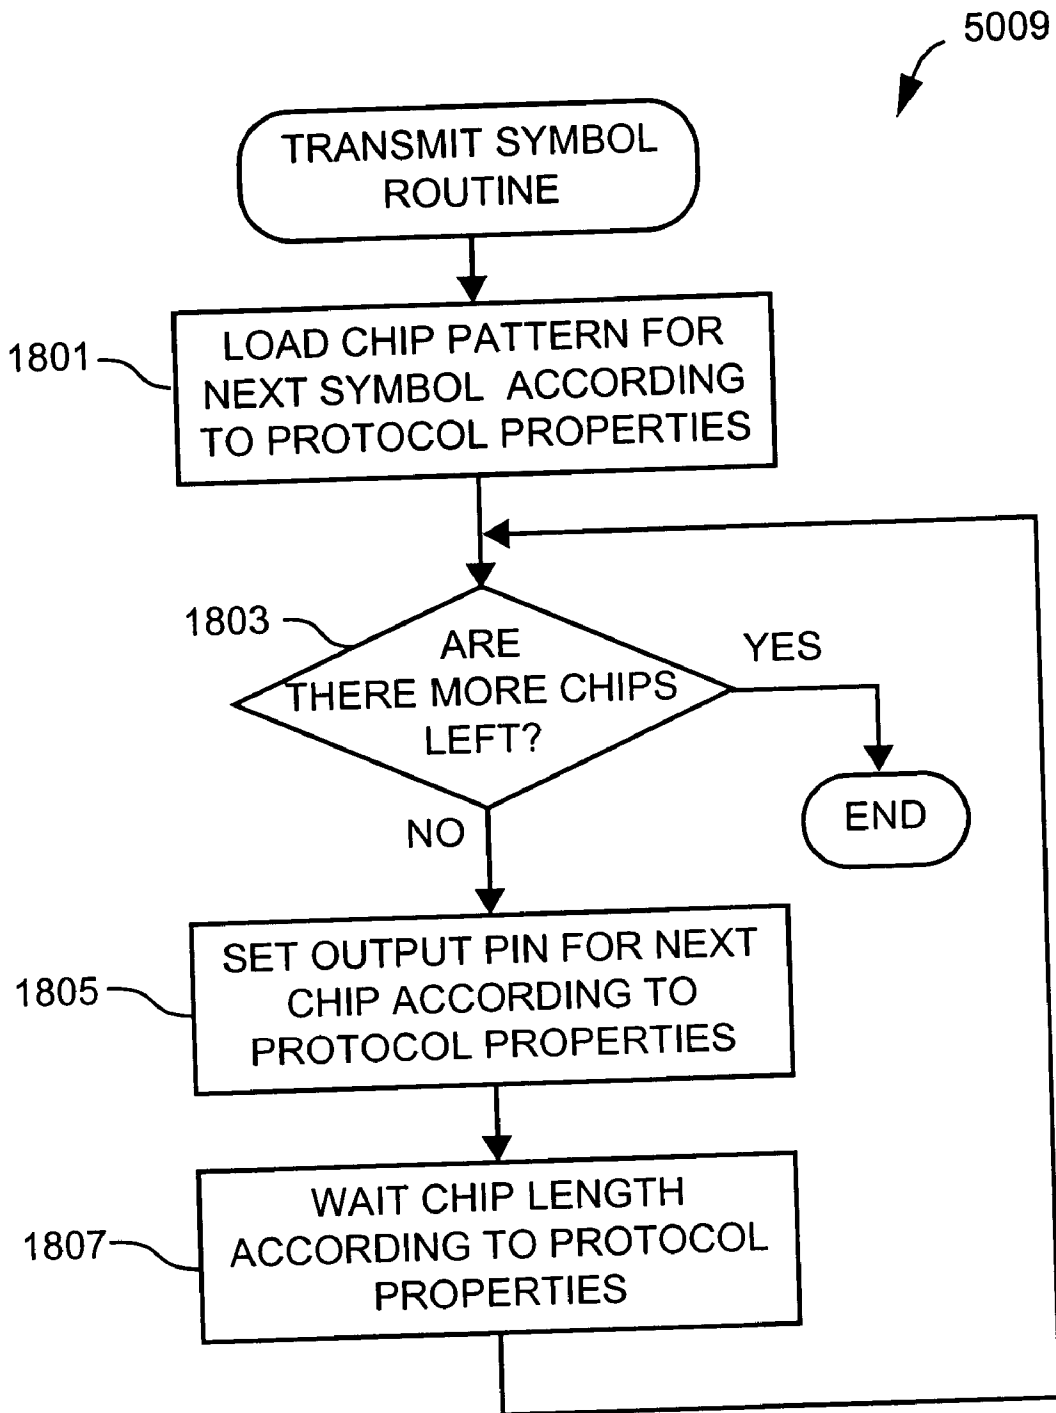 5009
TRANSMIT SYMBOL
ROUTINE
1801
LOAD CHIP PATTERN FOR
NEXT SYMBOL ACCORDING
TO PROTOCOL PROPERTIES
1803
ARE
THERE MORE CHIPS
LEFT?
YES
END
NO
1805
SET OUTPUT PIN FOR NEXT
CHIP ACCORDING TO
PROTOCOL PROPERTIES
1807
WAIT CHIP LENGTH
ACCORDING TO PROTOCOL
PROPERTIES